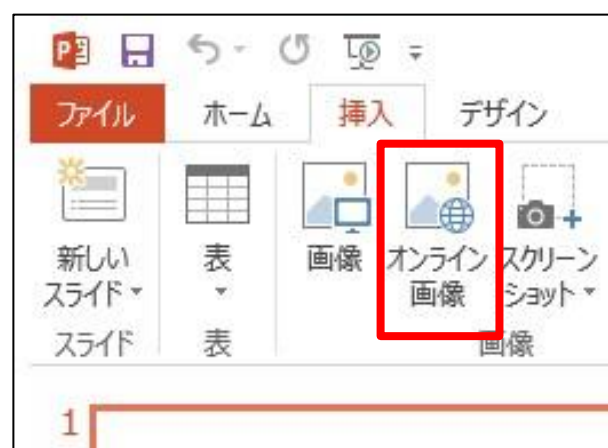 ファイル ホーム 挿入 デザイン
新しい 表 画像 オンライン スクリーン
スライド 画像 ショット
スライド 表 画像
1